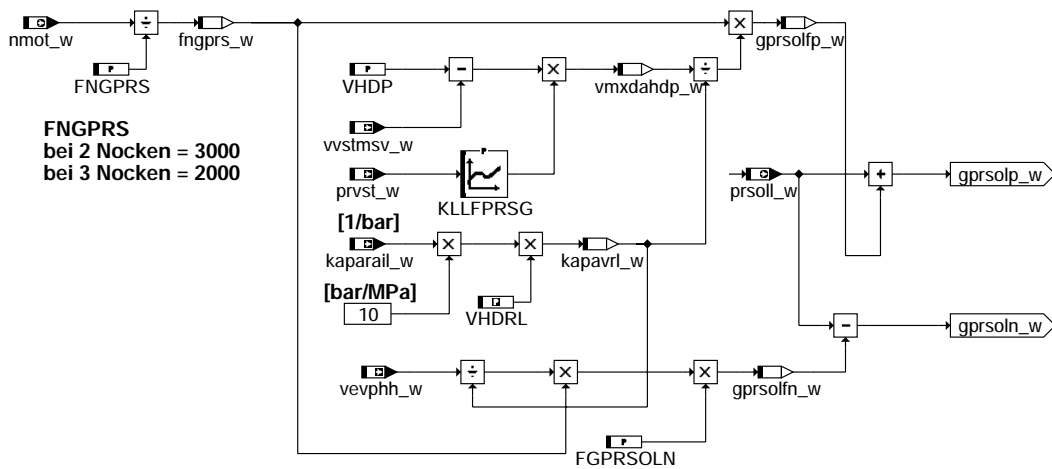 nmot_w
fngprs_w
gprsolfp_w
FNGPRS
VHDP
vmxdahdp_w
FNGPRS
bei 2 Nocken = 3000
bei 3 Nocken = 2000
vvstmsv_w
P
prvst_w
KLLFPRSG
prsoll_w
gprsolp_w
[1/bar]
kaparail_w
kapavrl_w
[bar/MPa]
10
VHDRL
gprsoln_w
vevphh_w
gprsolfn_w
FGPRSOLN